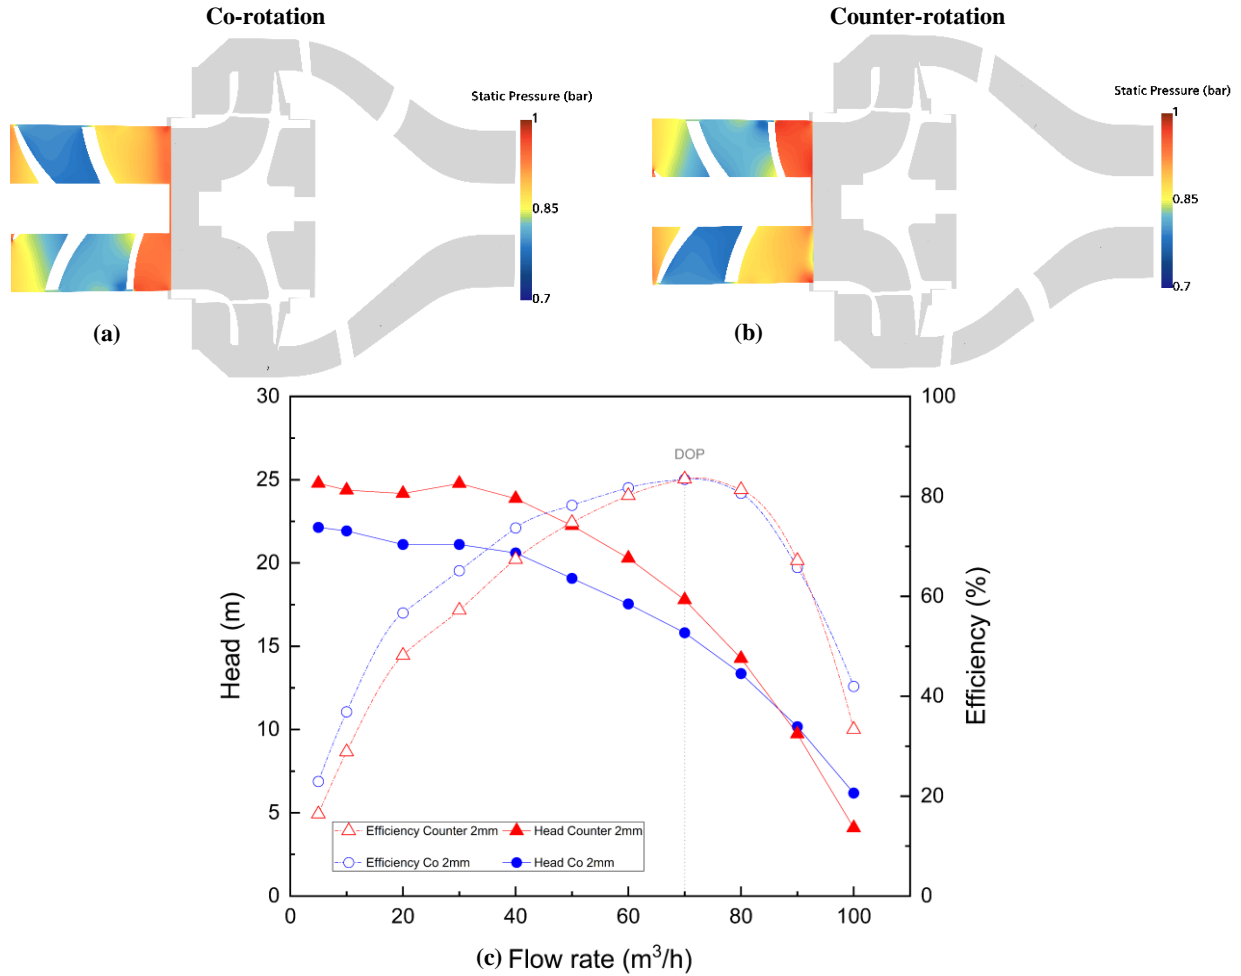 Co-rotation
Counter-rotation
Static Pressure (bar)
1
0.85
0.7
(a)
Static Pressure (bar)
1
0.85
0.7
(b)
30
25
20
15
10
5
0
Head (m)
100
80
60
40
20
0
Efficiency (%)
DOP
Efficiency Counter 2mm
Head Counter 2mm
Efficiency Co 2mm
Head Co 2mm
0 20 40 60 80 100
(c) Flow rate (m³/h)